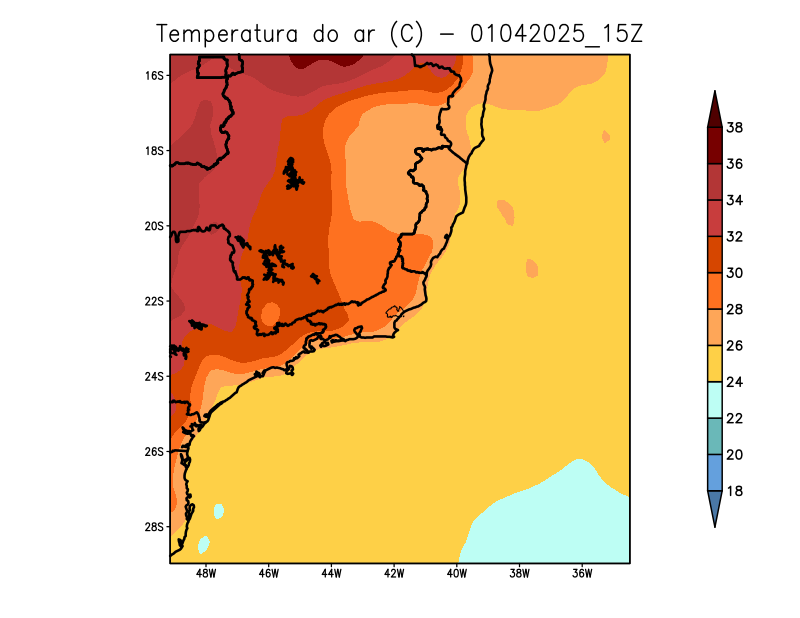 Temperatura do ar (C) – 01042025_15Z
16S
18S
20S
22S
24S
26S
28S
48W 46W 44W 42W 40W 38W 36W
38
36
34
32
30
28
26
24
22
20
18